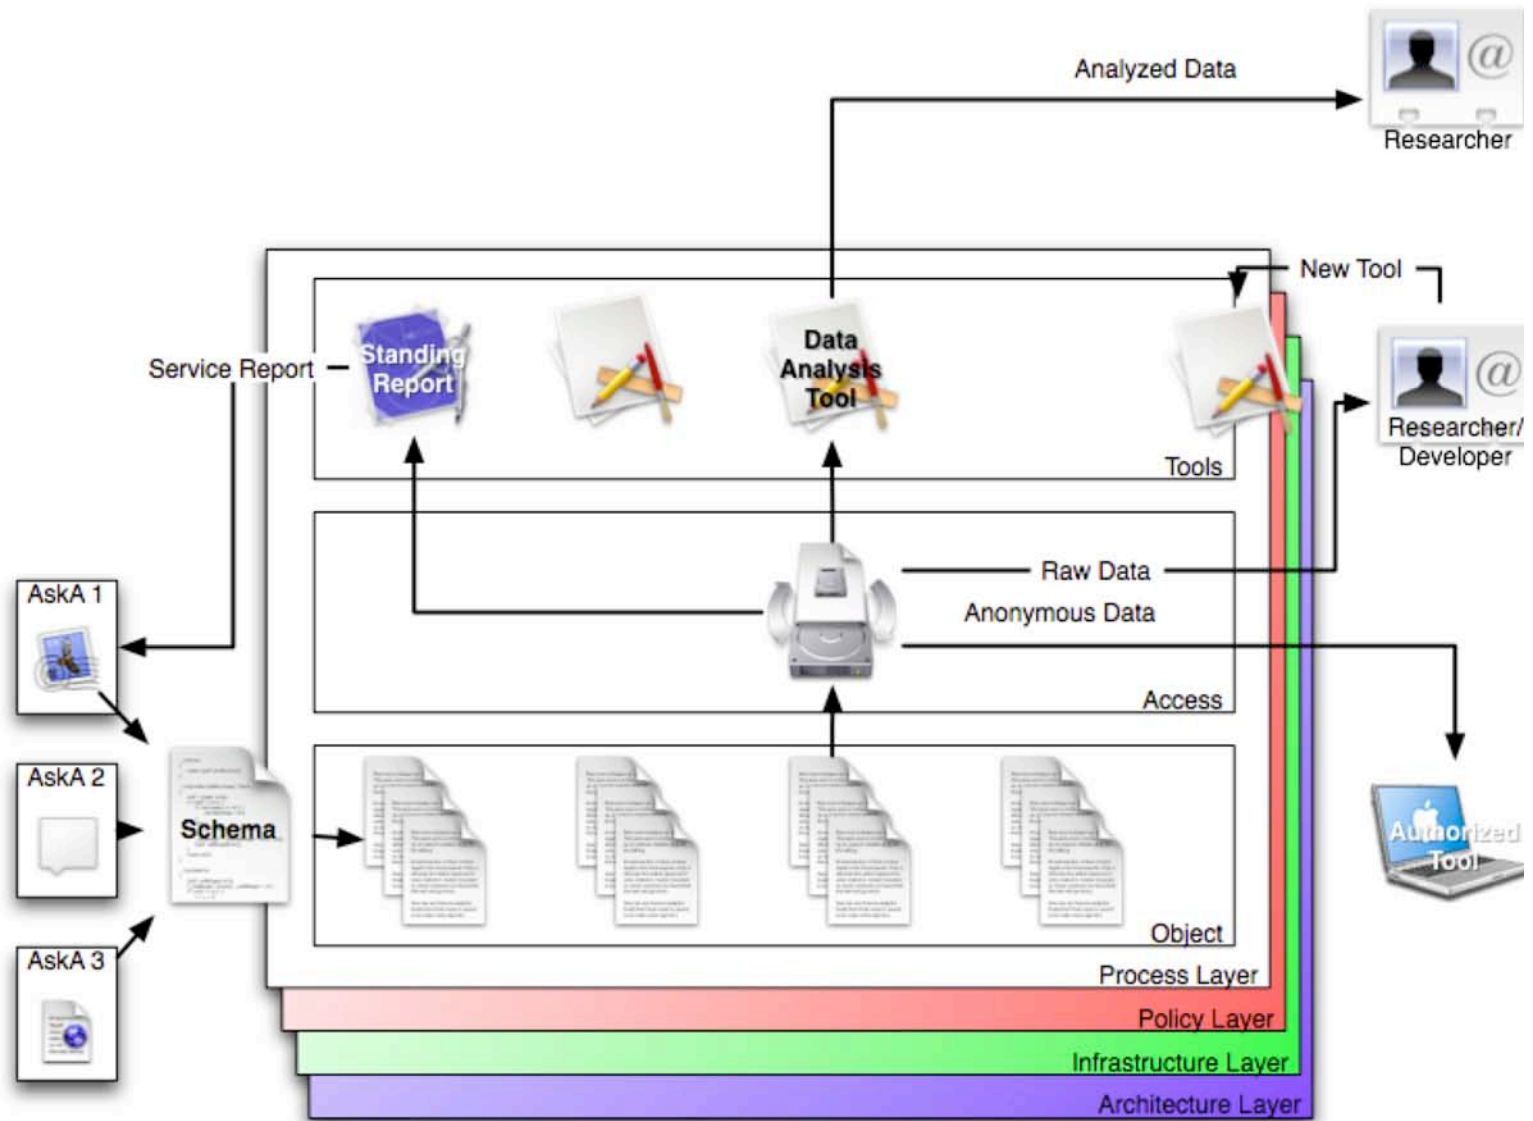 Analyzed Data
Researcher
New Tool
Service Report
Standing
Report
Data
Analysis
Tool
Researcher/
Developer
Tools
Raw Data
Anonymous Data
Access
AskA 1
AskA 2
AskA 3
Schema
Authorized
Tool
Object
Process Layer
Policy Layer
Infrastructure Layer
Architecture Layer